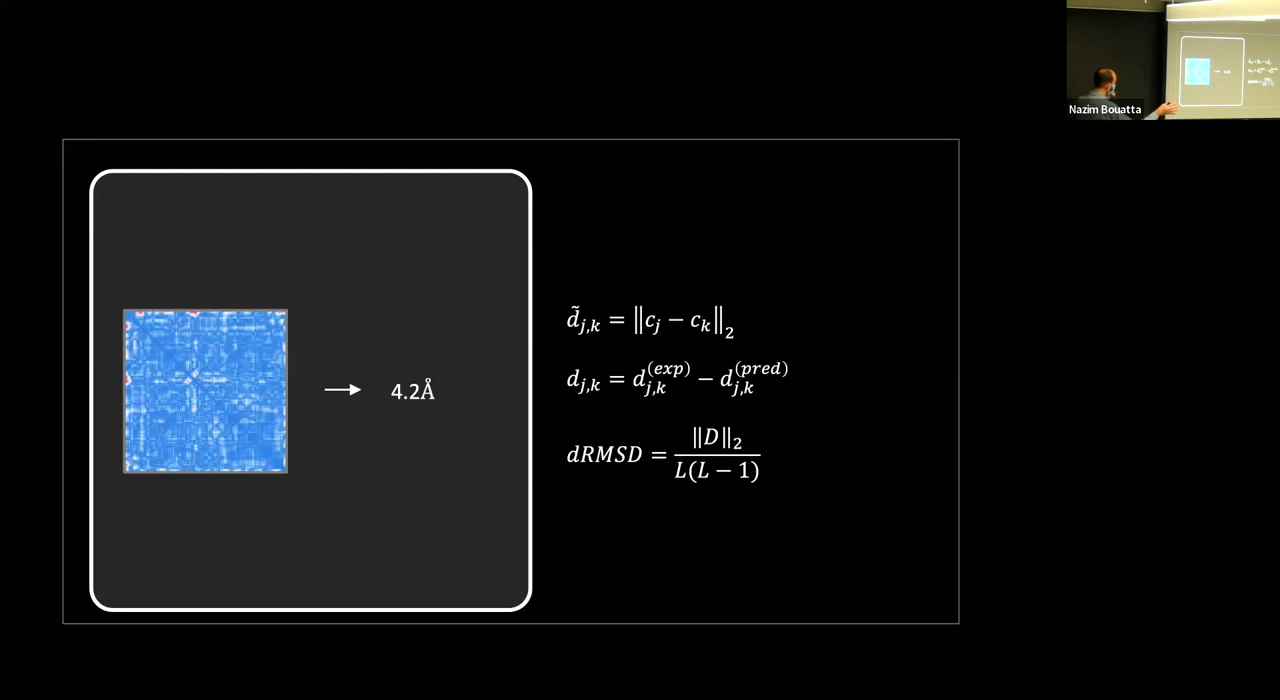 Nazim Bouatta
4.2Å
d̃_{j,k} = ‖c_j − c_k‖_2
d_{j,k} = d_{j,k}^{(exp)} − d_{j,k}^{(pred)}
dRMSD = ‖D‖_2 / L(L − 1)